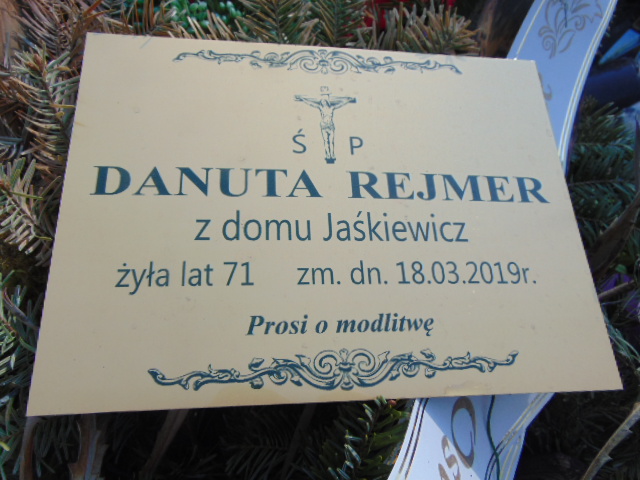 Ś P
DANUTA REJMER
z domu Jaśkiewicz
żyła lat 71 zm. dn. 18.03.2019r.
Prosi o modlitwę